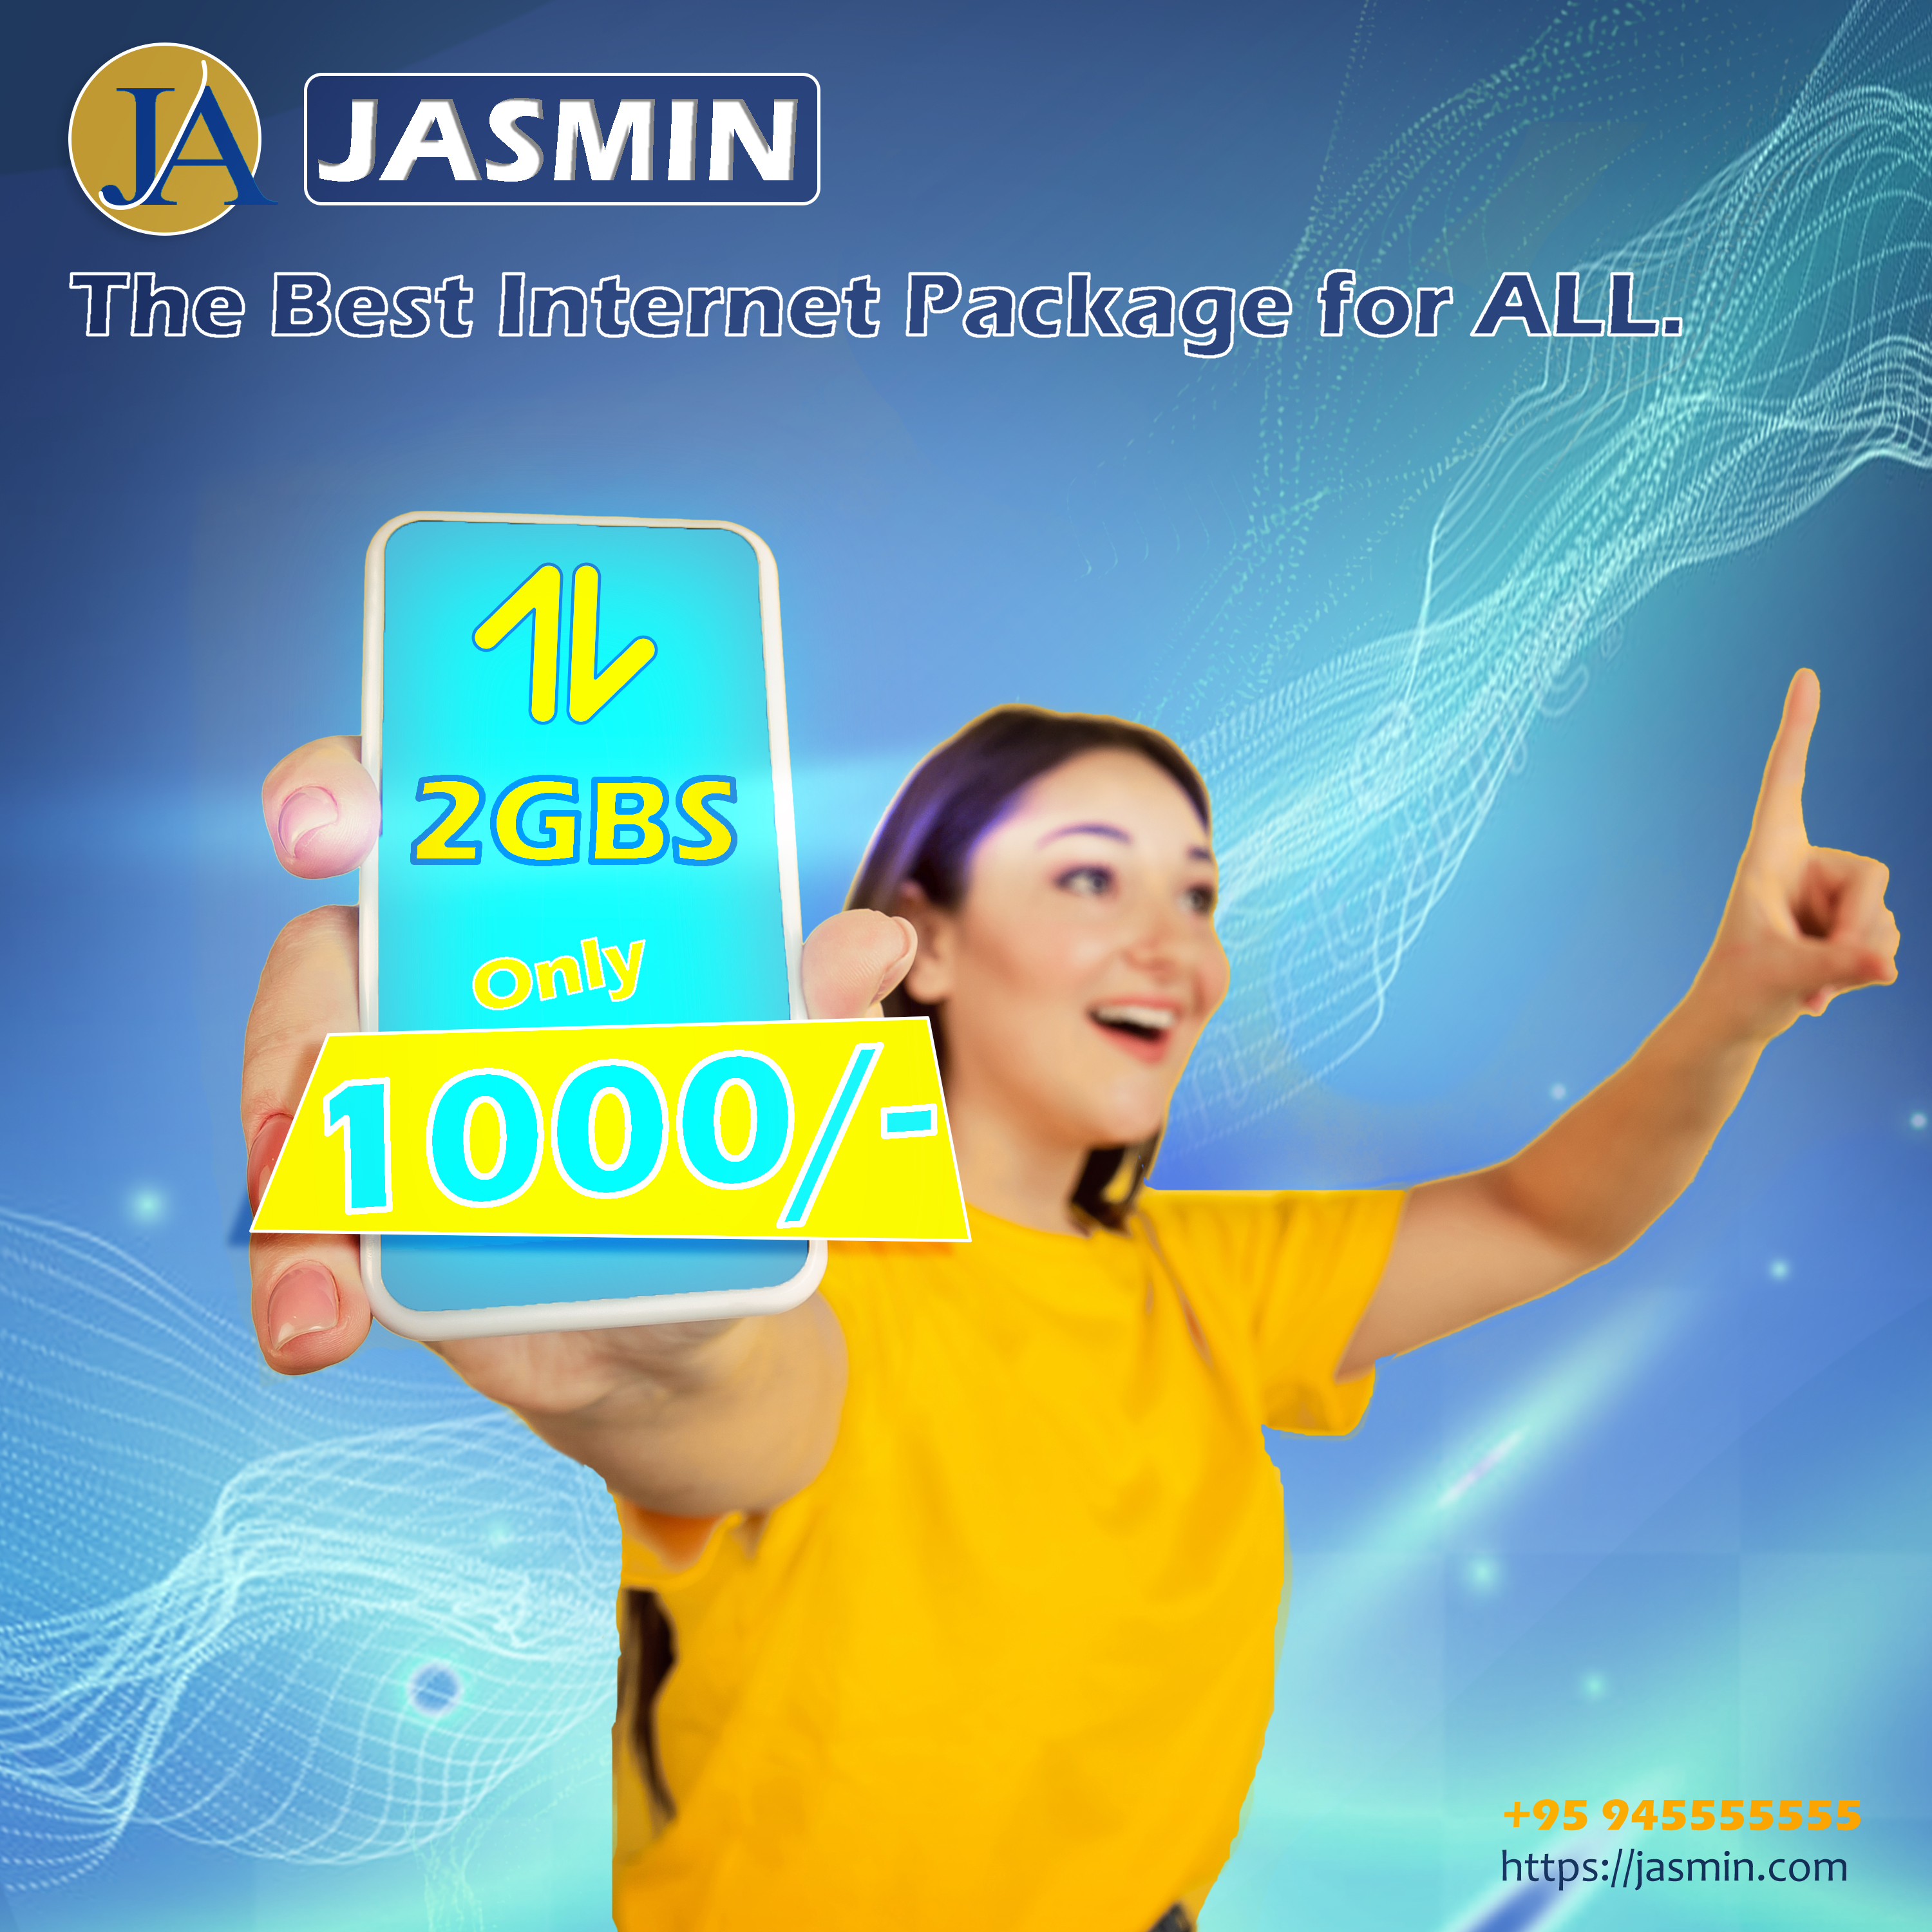 JA
JASMIN
The Best Internet Package for ALL.
2GBS
Only
1000/-
+95 945555555
https://jasmin.com